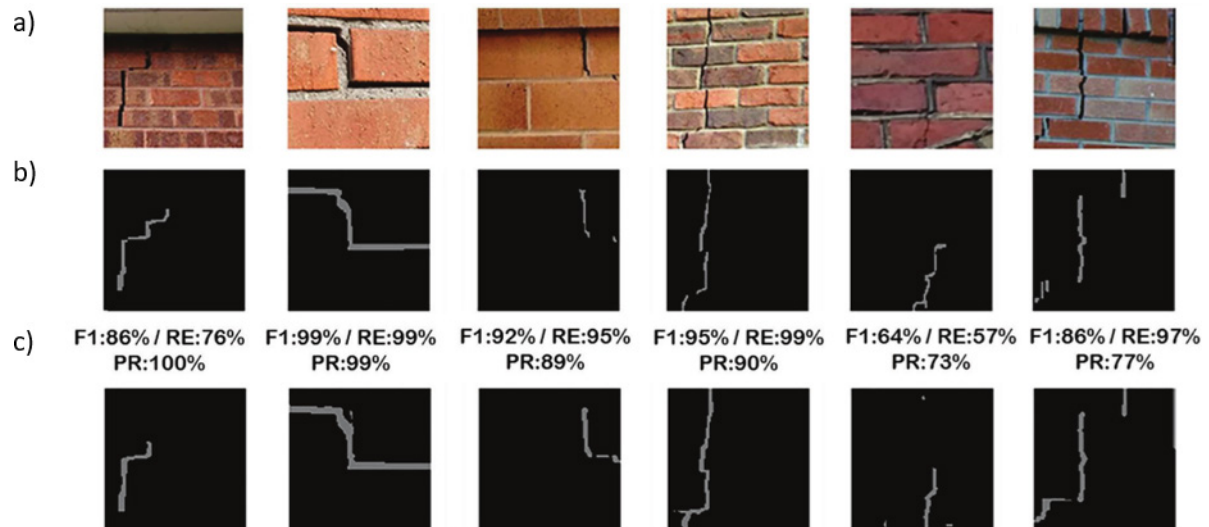 a)
b)
F1:86% / RE:76%
PR:100%
F1:99% / RE:99%
PR:99%
F1:92% / RE:95%
PR:89%
F1:95% / RE:99%
PR:90%
F1:64% / RE:57%
PR:73%
F1:86% / RE:97%
PR:77%
c)